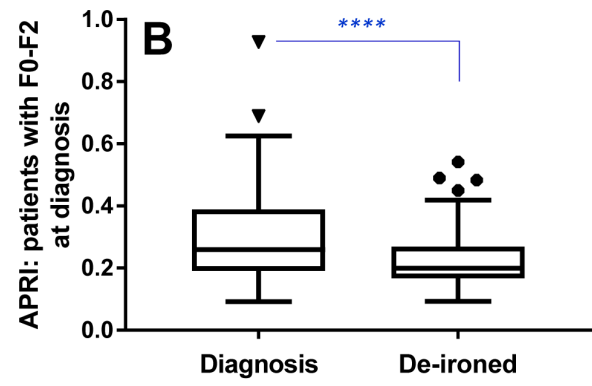 B
****
APRI: patients with F0-F2
at diagnosis
1.0
0.8
0.6
0.4
0.2
0.0
Diagnosis
De-ironed